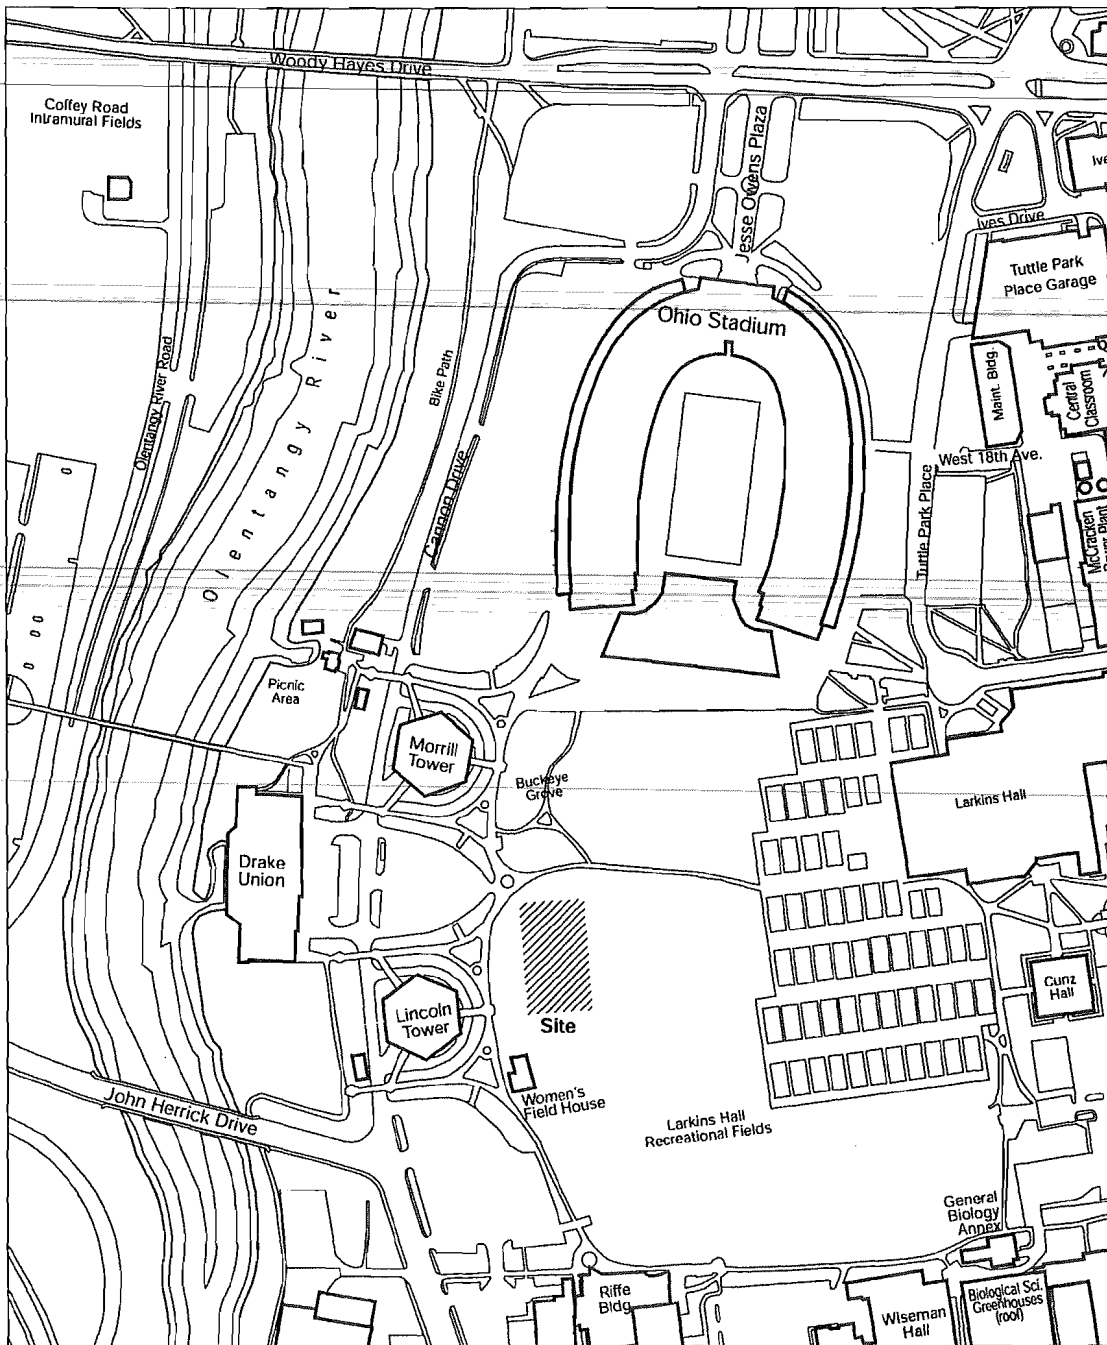 Woody Hayes Drive
Coffey Road
Intramural Fields
Jesse Owens Plaza
Ives Drive
Tuttle Park
Place Garage
Ohio Stadium
Olentangy River
Olentangy River Road
Bike Path
Cannon Drive
Maint. Bldg.
Central
Classroom
West 18th Ave.
Tuttle Park Place
McCracken
Power Plant
Picnic
Area
Morrill
Tower
Buckeye
Grove
Larkins Hall
Drake
Union
Lincoln
Tower
Site
Cunz
Hall
Women's
Field House
John Herrick Drive
Larkins Hall
Recreational Fields
General
Biology
Annex
Riffe
Bldg.
Wiseman
Hall
Biological Sci.
Greenhouses
(roof)